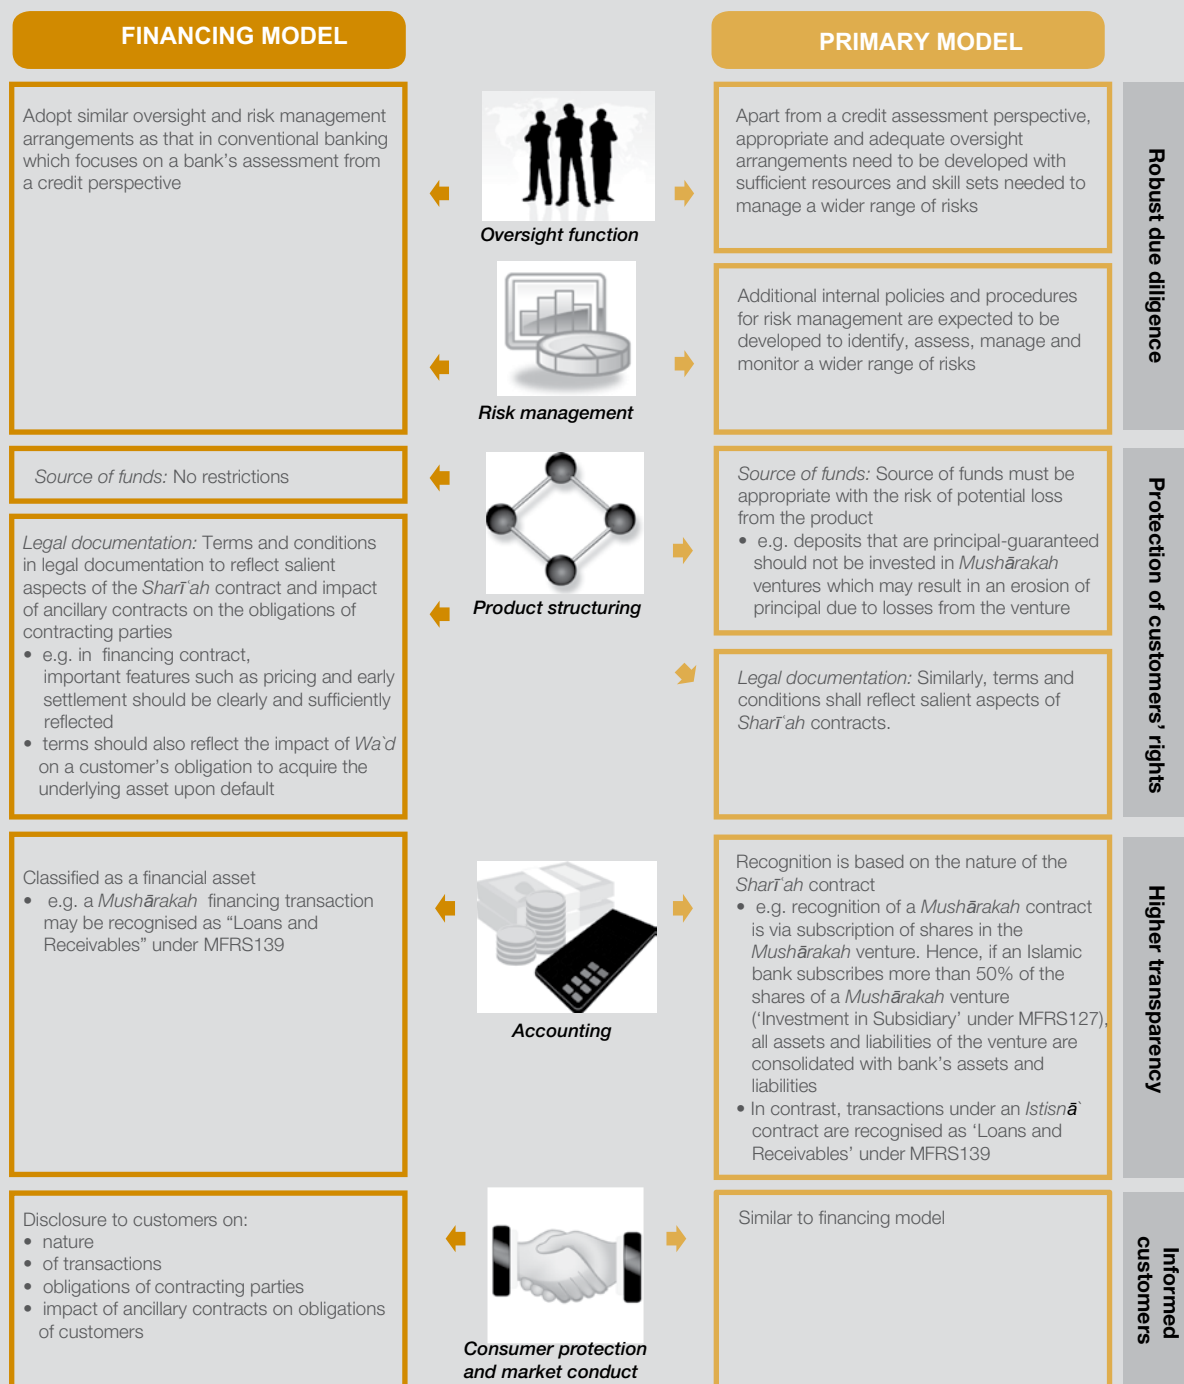 FINANCING MODEL
PRIMARY MODEL
Adopt similar oversight and risk management
arrangements as that in conventional banking
which focuses on a bank's assessment from
a credit perspective
Oversight function
Apart from a credit assessment perspective,
appropriate and adequate oversight
arrangements need to be developed with
sufficient resources and skill sets needed to
manage a wider range of risks
Risk management
Additional internal policies and procedures
for risk management are expected to be
developed to identify, assess, manage and
monitor a wider range of risks
Robust due diligence
Source of funds: No restrictions
Legal documentation: Terms and conditions
in legal documentation to reflect salient
aspects of the Sharīʿah contract and impact
of ancillary contracts on the obligations of
contracting parties
• e.g. in financing contract,
important features such as pricing and early
settlement should be clearly and sufficiently
reflected
• terms should also reflect the impact of Wa`d
on a customer's obligation to acquire the
underlying asset upon default
Product structuring
Source of funds: Source of funds must be
appropriate with the risk of potential loss
from the product
• e.g. deposits that are principal-guaranteed
should not be invested in Mushārakah
ventures which may result in an erosion of
principal due to losses from the venture
Legal documentation: Similarly, terms and
conditions shall reflect salient aspects of
Sharīʿah contracts.
Protection of customers' rights
Classified as a financial asset
• e.g. a Mushārakah financing transaction
may be recognised as “Loans and
Receivables” under MFRS139
Accounting
Recognition is based on the nature of the
Sharīʿah contract
• e.g. recognition of a Mushārakah contract
is via subscription of shares in the
Mushārakah venture. Hence, if an Islamic
bank subscribes more than 50% of the
shares of a Mushārakah venture
(‘Investment in Subsidiary’ under MFRS127),
all assets and liabilities of the venture are
consolidated with bank's assets and
liabilities
• In contrast, transactions under an Istisnā`
contract are recognised as ‘Loans and
Receivables’ under MFRS139
Higher transparency
Disclosure to customers on:
• nature
• of transactions
• obligations of contracting parties
• impact of ancillary contracts on obligations
of customers
Consumer protection
and market conduct
Similar to financing model
Informed
customers